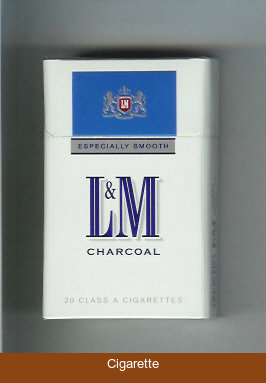 LM
ESPECIALLY SMOOTH
L&M
CHARCOAL
20 CLASS A CIGARETTES
Cigarette